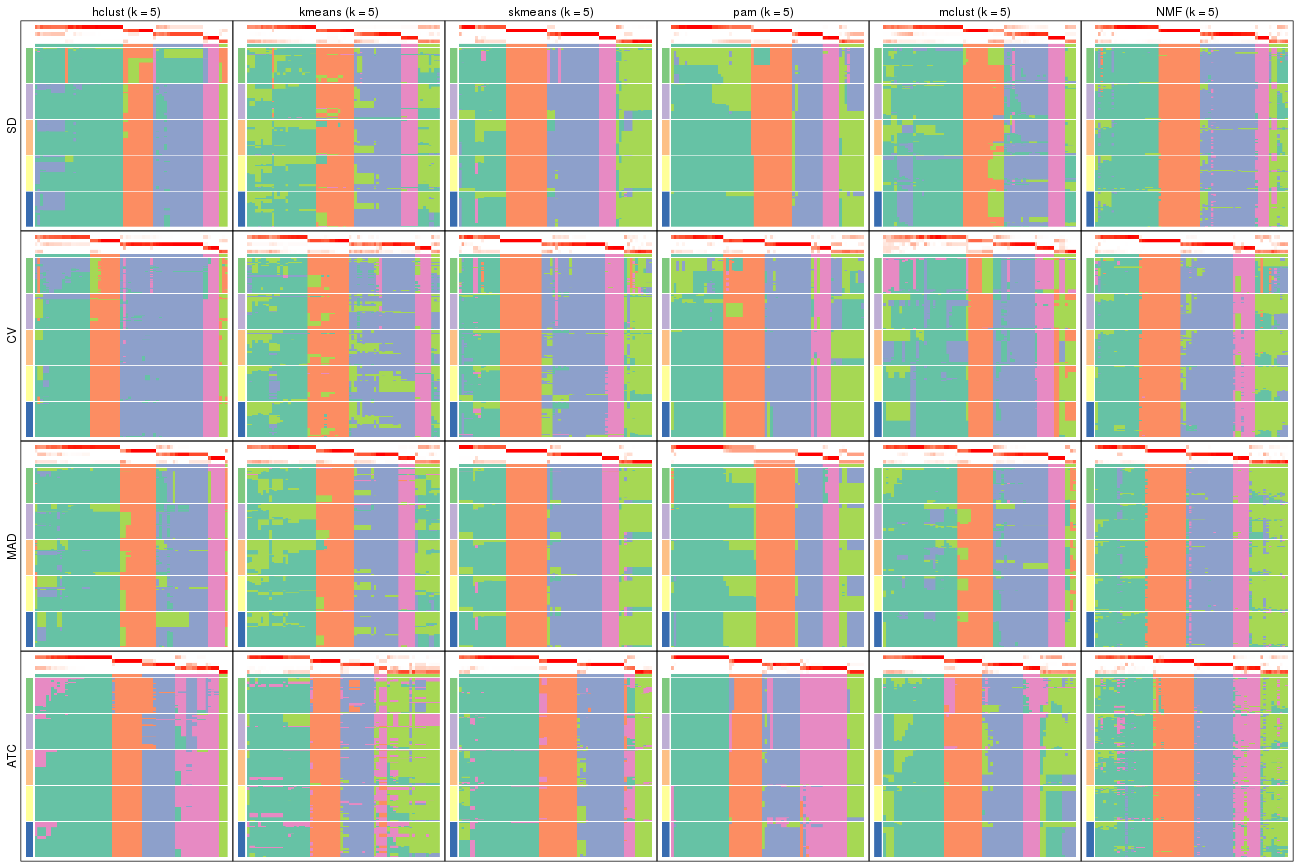 hclust (k = 5) kmeans (k = 5) skmeans (k = 5) pam (k = 5) mclust (k = 5) NMF (k = 5)
SD
CV
MAD
ATC